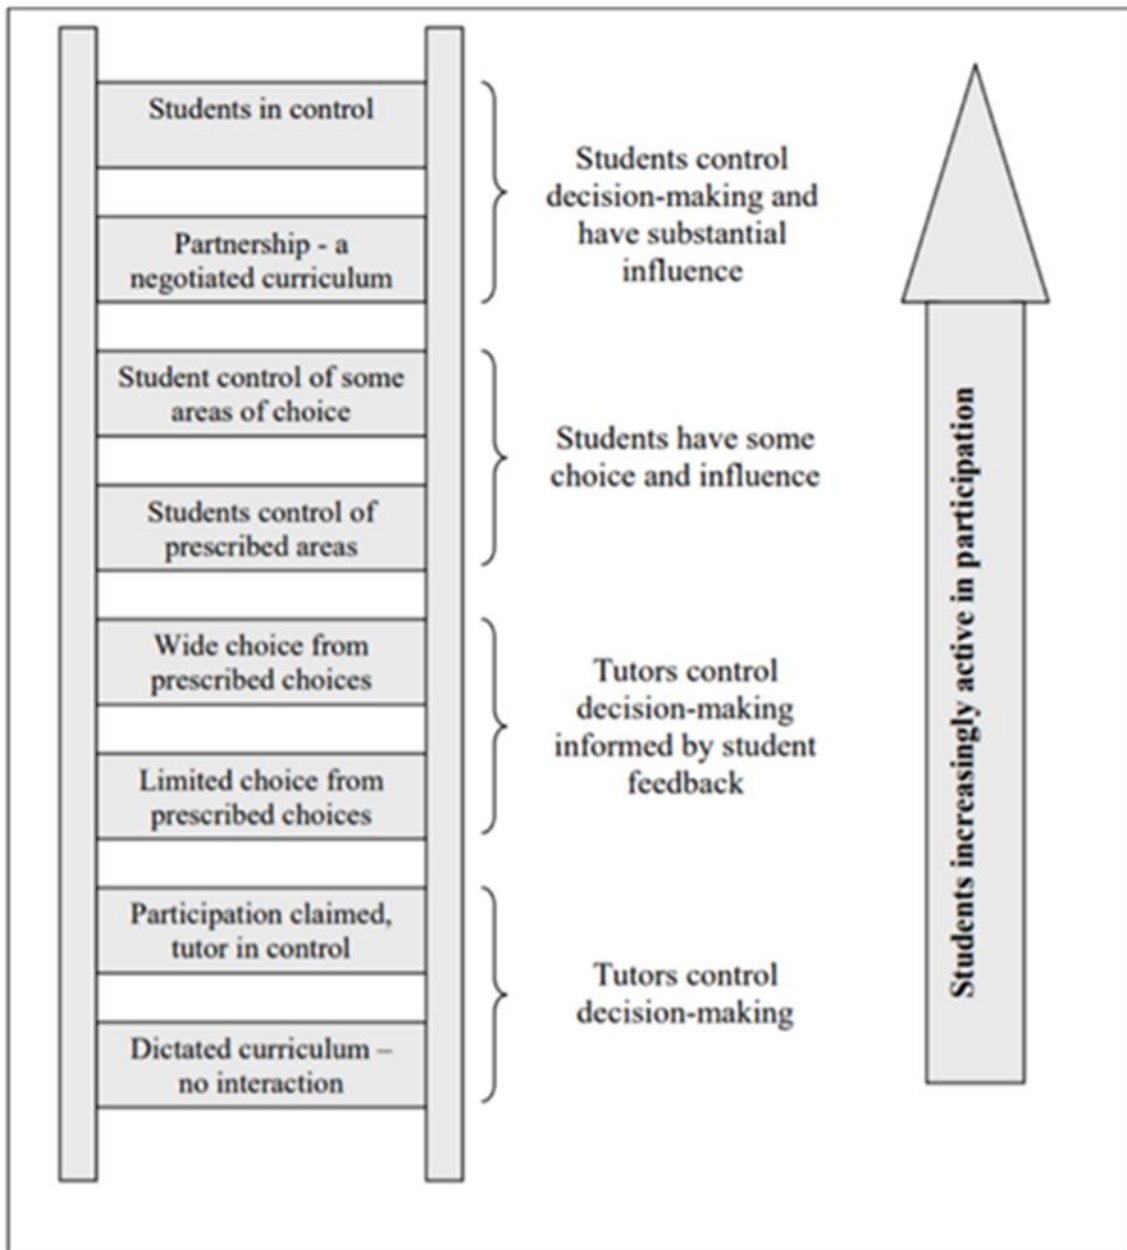 Students in control
Partnership - a
negotiated curriculum
Students control
decision-making and
have substantial
influence
Student control of some
areas of choice
Students control of
prescribed areas
Students have some
choice and influence
Wide choice from
prescribed choices
Limited choice from
prescribed choices
Tutors control
decision-making
informed by student
feedback
Participation claimed,
tutor in control
Dictated curriculum –
no interaction
Tutors control
decision-making
Students increasingly active in participation